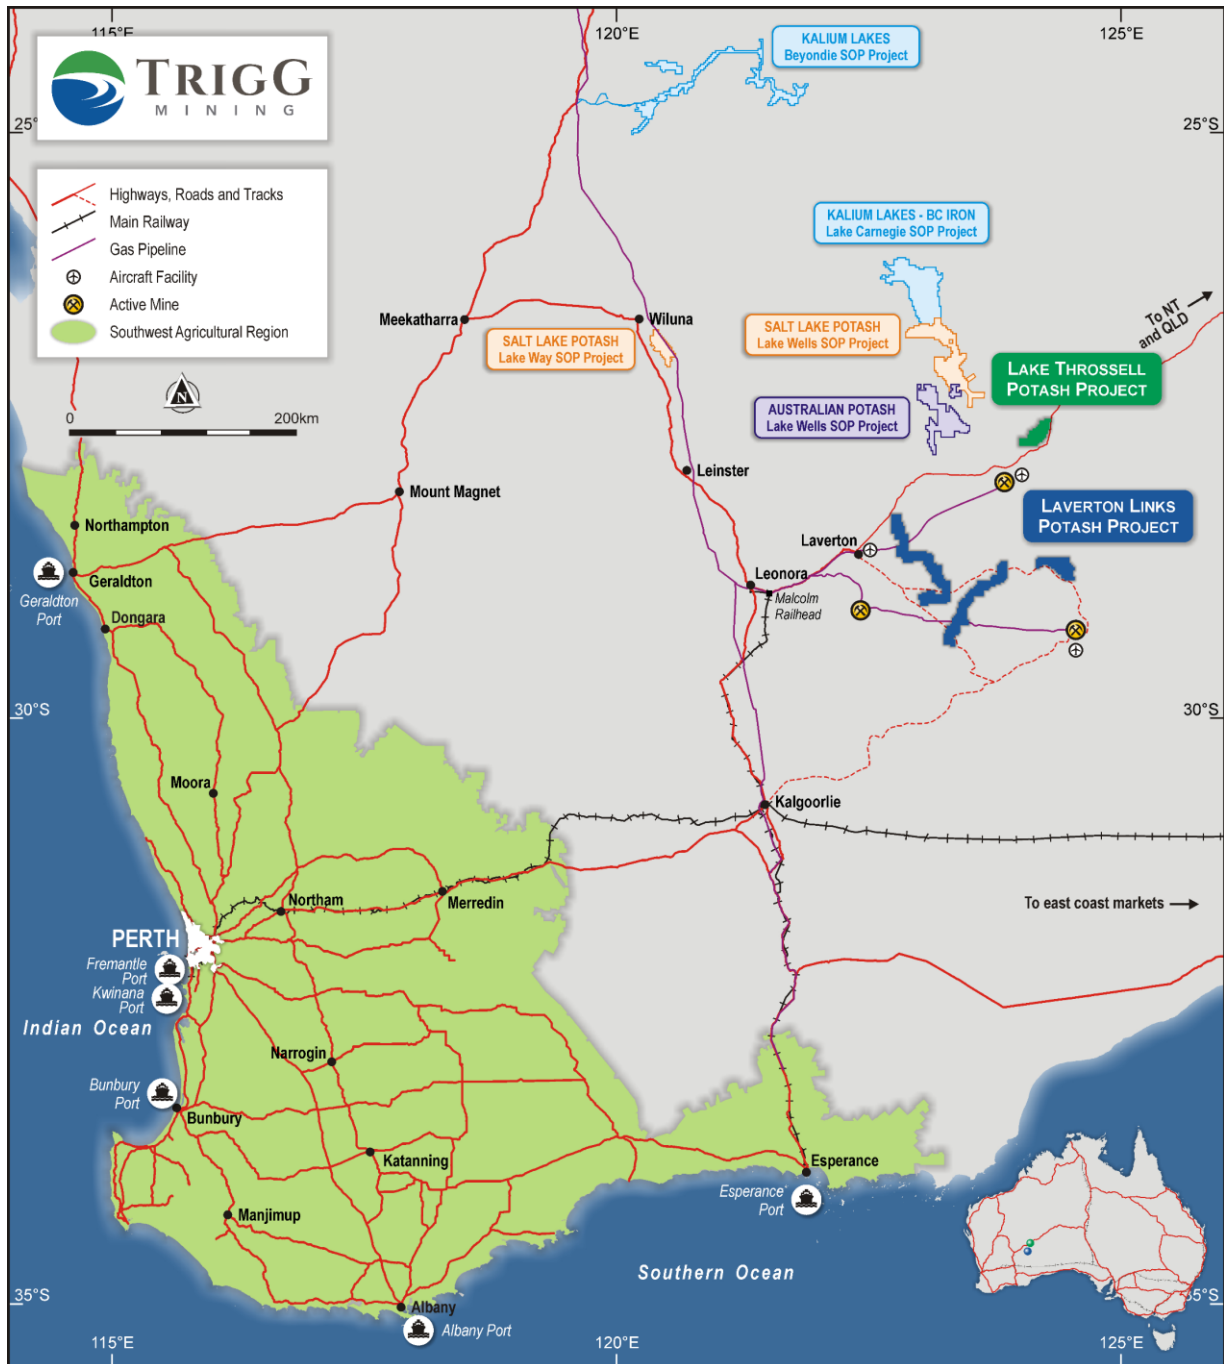 115°E
120°E
125°E
TRIGG
MINING
KALIUM LAKES
Beyondie SOP Project
25°
25°S
Highways, Roads and Tracks
Main Railway
Gas Pipeline
Aircraft Facility
Active Mine
Southwest Agricultural Region
N
0
200km
KALIUM LAKES - BC IRON
Lake Carnegie SOP Project
To NT
and QLD
Meekatharra
Wiluna
SALT LAKE POTASH
Lake Way SOP Project
SALT LAKE POTASH
Lake Wells SOP Project
LAKE THROSSELL
POTASH PROJECT
AUSTRALIAN POTASH
Lake Wells SOP Project
Leinster
Mount Magnet
LAVERTON LINKS
POTASH PROJECT
Northampton
Laverton
Geraldton
Geraldton
Port
Leonora
Malcolm
Railhead
Dongara
30°S
30°S
Moora
Kalgoorlie
Northam
Merredin
To east coast markets
PERTH
Fremantle
Port
Kwinana
Port
Indian Ocean
Narrogin
Bunbury
Port
Bunbury
Katanning
Esperance
Esperance
Port
Manjimup
Southern Ocean
35°S
35°S
Albany
Albany Port
115°E
120°E
125°E